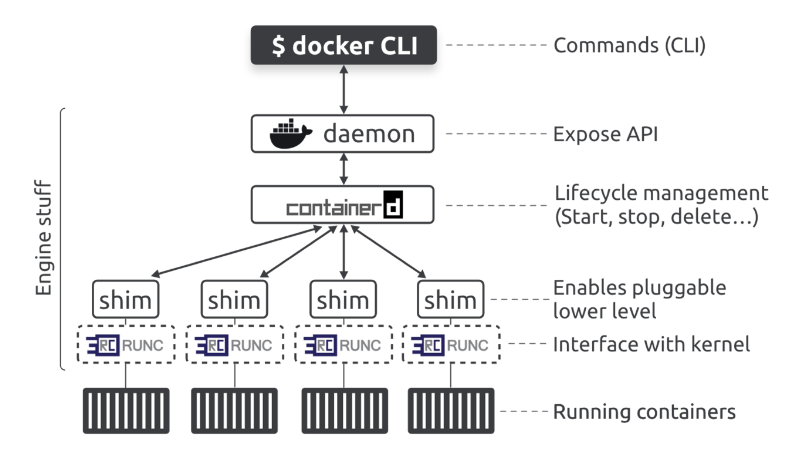 $ docker CLI
Commands (CLI)
daemon
Expose API
containerd
Lifecycle management
(Start, stop, delete…)
Engine stuff
shim
shim
shim
shim
Enables pluggable
lower level
RC RUNC
RC RUNC
RC RUNC
RC RUNC
Interface with kernel
Running containers